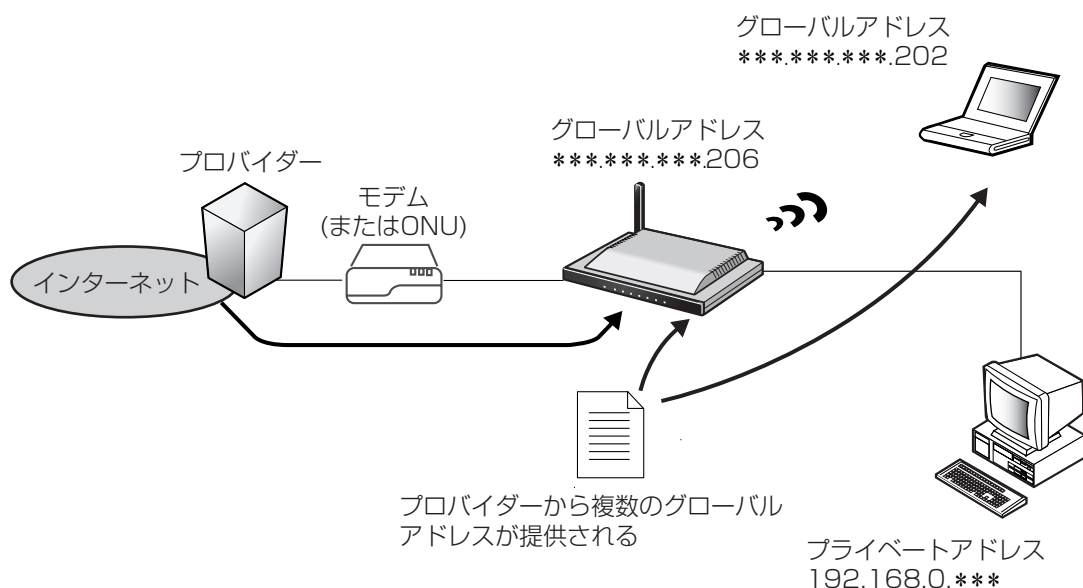 グローバルアドレス
***.***.***.202
グローバルアドレス
***.***.***.206
プロバイダー
モデム
(またはONU)
インターネット
プロバイダーから複数のグローバル
アドレスが提供される
プライベートアドレス
192.168.0.***